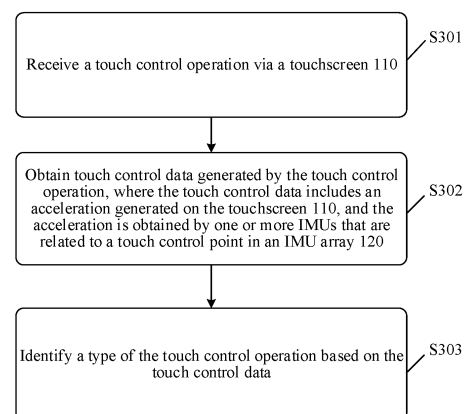 S301
Receive a touch control operation via a touchscreen 110
Obtain touch control data generated by the touch control
operation, where the touch control data includes an
acceleration generated on the touchscreen 110, and the
acceleration is obtained by one or more IMUs that are
related to a touch control point in an IMU array 120
S302
Identify a type of the touch control operation based on the
touch control data
S303